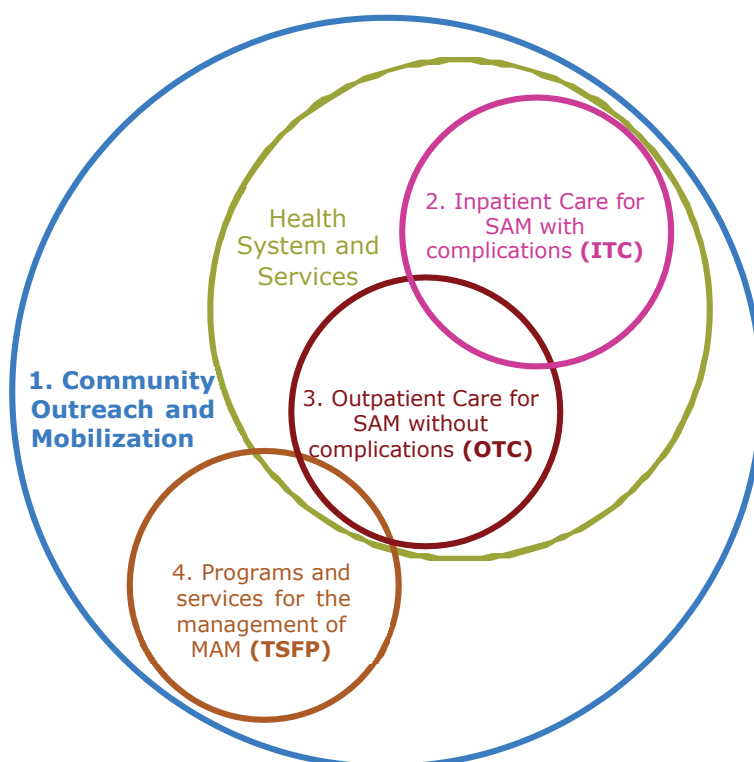 2. Inpatient Care for
SAM with
complications (ITC)
Health
System and
Services
1. Community
Outreach and
Mobilization
3. Outpatient Care for
SAM without
complications (OTC)
4. Programs and
services for the
management of
MAM (TSFP)